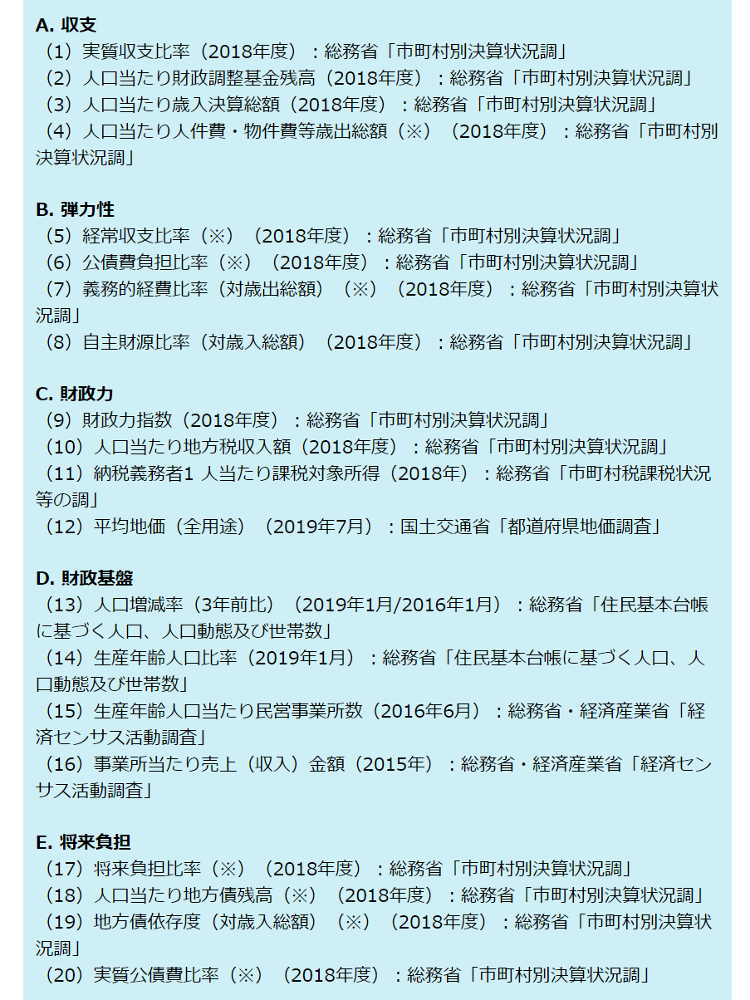 A. 収支
（1）実質収支比率（2018年度）：総務省「市町村別決算状況調」
（2）人口当たり財政調整基金残高（2018年度）：総務省「市町村別決算状況調」
（3）人口当たり歳入決算総額（2018年度）：総務省「市町村別決算状況調」
（4）人口当たり人件費・物件費等歳出総額（※）（2018年度）：総務省「市町村別
決算状況調」
B. 弾力性
（5）経常収支比率（※）（2018年度）：総務省「市町村別決算状況調」
（6）公債費負担比率（※）（2018年度）：総務省「市町村別決算状況調」
（7）義務的経費比率（対歳出総額）（※）（2018年度）：総務省「市町村別決算状
況調」
（8）自主財源比率（対歳入総額）（2018年度）：総務省「市町村別決算状況調」
C. 財政力
（9）財政力指数（2018年度）：総務省「市町村別決算状況調」
（10）人口当たり地方税収入額（2018年度）：総務省「市町村別決算状況調」
（11）納税義務者1 人当たり課税対象所得（2018年）：総務省「市町村税課税状況
等の調」
（12）平均地価（全用途）（2019年7月）：国土交通省「都道府県地価調査」
D. 財政基盤
（13）人口増減率（3年前比）（2019年1月/2016年1月）：総務省「住民基本台帳
に基づく人口、人口動態及び世帯数」
（14）生産年齢人口比率（2019年1月）：総務省「住民基本台帳に基づく人口、人
口動態及び世帯数」
（15）生産年齢人口当たり民営事業所数（2016年6月）：総務省・経済産業省「経
済センサス活動調査」
（16）事業所当たり売上（収入）金額（2015年）：総務省・経済産業省「経済セン
サス活動調査」
E. 将来負担
（17）将来負担比率（※）（2018年度）：総務省「市町村別決算状況調」
（18）人口当たり地方債残高（※）（2018年度）：総務省「市町村別決算状況調」
（19）地方債依存度（対歳入総額）（※）（2018年度）：総務省「市町村別決算状
況調」
（20）実質公債費比率（※）（2018年度）：総務省「市町村別決算状況調」